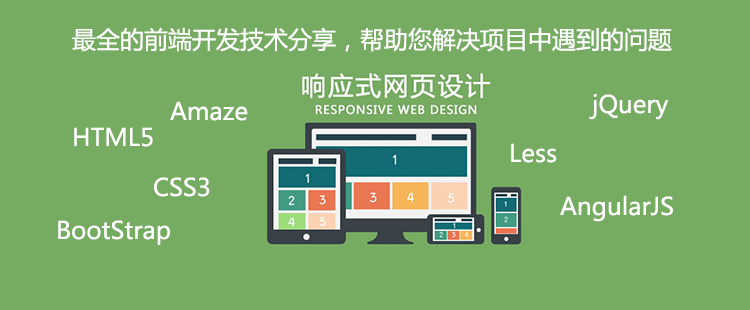 最全的前端开发技术分享，帮助您解决项目中遇到的问题
响应式网页设计
RESPONSIVE WEB DESIGN
Amaze
jQuery
HTML5
Less
CSS3
AngularJS
BootStrap
1
2 3
4 5
1
3 4 5
1
2 3 4
1
2